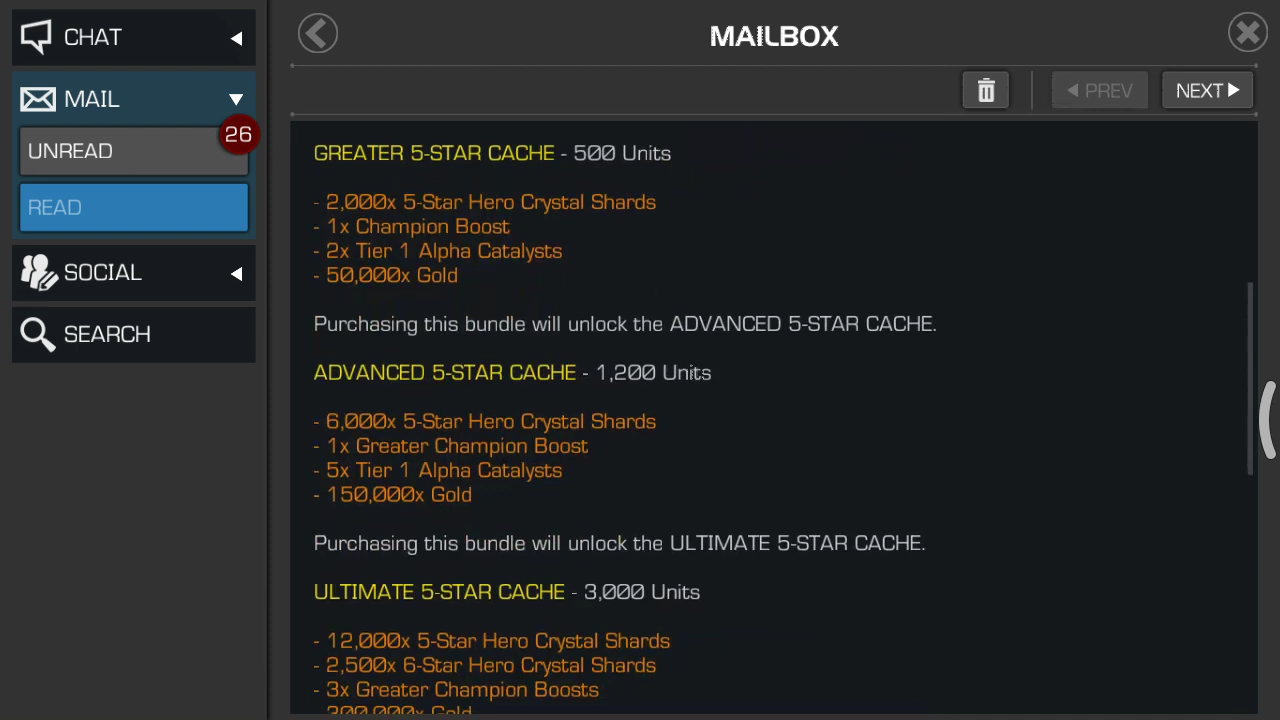 CHAT
MAIL
UNREAD
26
READ
SOCIAL
SEARCH
MAILBOX
PREV
NEXT
GREATER 5-STAR CACHE - 500 Units
- 2,000x 5-Star Hero Crystal Shards
- 1x Champion Boost
- 2x Tier 1 Alpha Catalysts
- 50,000x Gold
Purchasing this bundle will unlock the ADVANCED 5-STAR CACHE.
ADVANCED 5-STAR CACHE - 1,200 Units
- 6,000x 5-Star Hero Crystal Shards
- 1x Greater Champion Boost
- 5x Tier 1 Alpha Catalysts
- 150,000x Gold
Purchasing this bundle will unlock the ULTIMATE 5-STAR CACHE.
ULTIMATE 5-STAR CACHE - 3,000 Units
- 12,000x 5-Star Hero Crystal Shards
- 2,500x 6-Star Hero Crystal Shards
- 3x Greater Champion Boosts
Gold